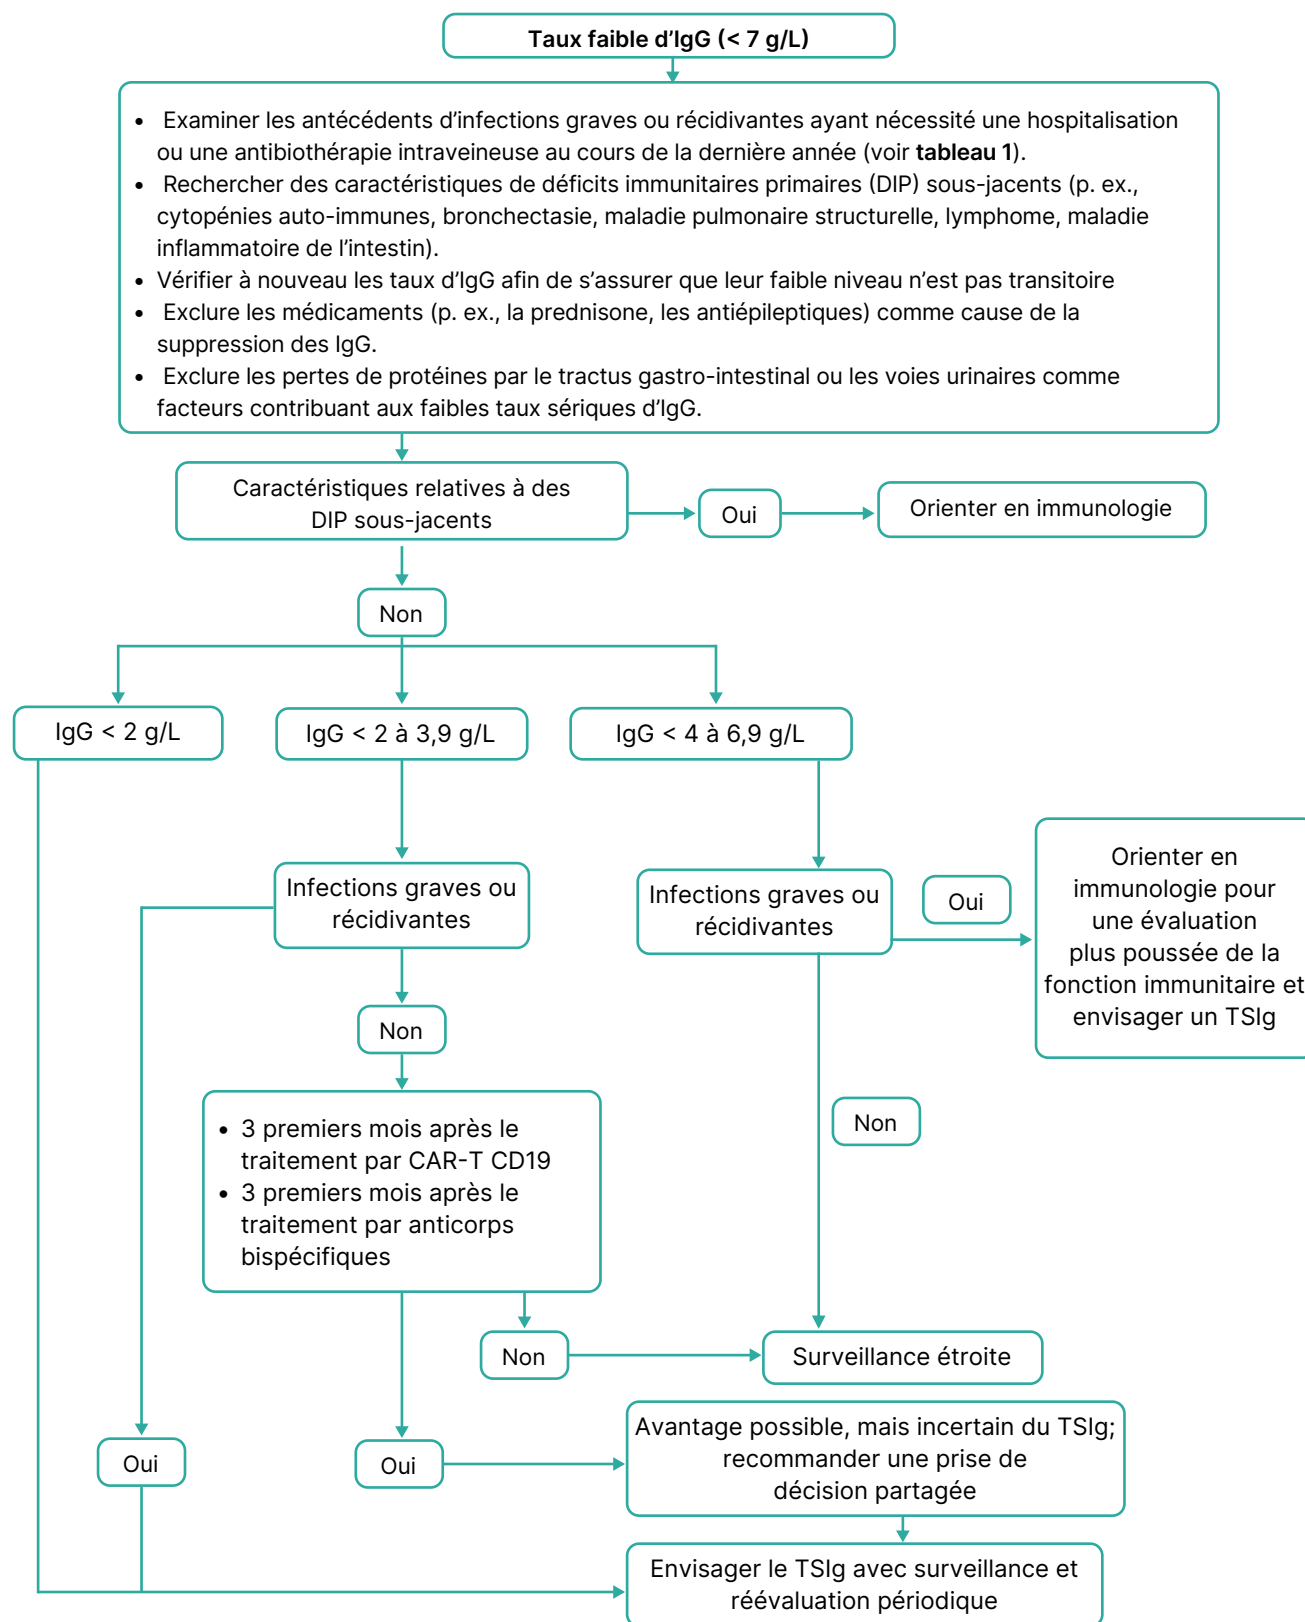 Taux faible d’IgG (< 7 g/L)
• Examiner les antécédents d’infections graves ou récidivantes ayant nécessité une hospitalisation
ou une antibiothérapie intraveineuse au cours de la dernière année (voir tableau 1).
• Rechercher des caractéristiques de déficits immunitaires primaires (DIP) sous-jacents (p. ex.,
cytopénies auto-immunes, bronchectasie, maladie pulmonaire structurelle, lymphome, maladie
inflammatoire de l’intestin).
• Vérifier à nouveau les taux d’IgG afin de s’assurer que leur faible niveau n’est pas transitoire
• Exclure les médicaments (p. ex., la prednisone, les antiépileptiques) comme cause de la
suppression des IgG.
• Exclure les pertes de protéines par le tractus gastro-intestinal ou les voies urinaires comme
facteurs contribuant aux faibles taux sériques d’IgG.
Caractéristiques relatives à des
DIP sous-jacents
Oui
Orienter en immunologie
Non
IgG < 2 g/L
IgG < 2 à 3,9 g/L
IgG < 4 à 6,9 g/L
Infections graves ou
récidivantes
Infections graves ou
récidivantes
Oui
Orienter en
immunologie pour
une évaluation
plus poussée de la
fonction immunitaire et
envisager un TSIg
Non
• 3 premiers mois après le
traitement par CAR-T CD19
• 3 premiers mois après le
traitement par anticorps
bispécifiques
Non
Non
Surveillance étroite
Oui
Oui
Avantage possible, mais incertain du TSIg;
recommander une prise de
décision partagée
Envisager le TSIg avec surveillance et
réévaluation périodique